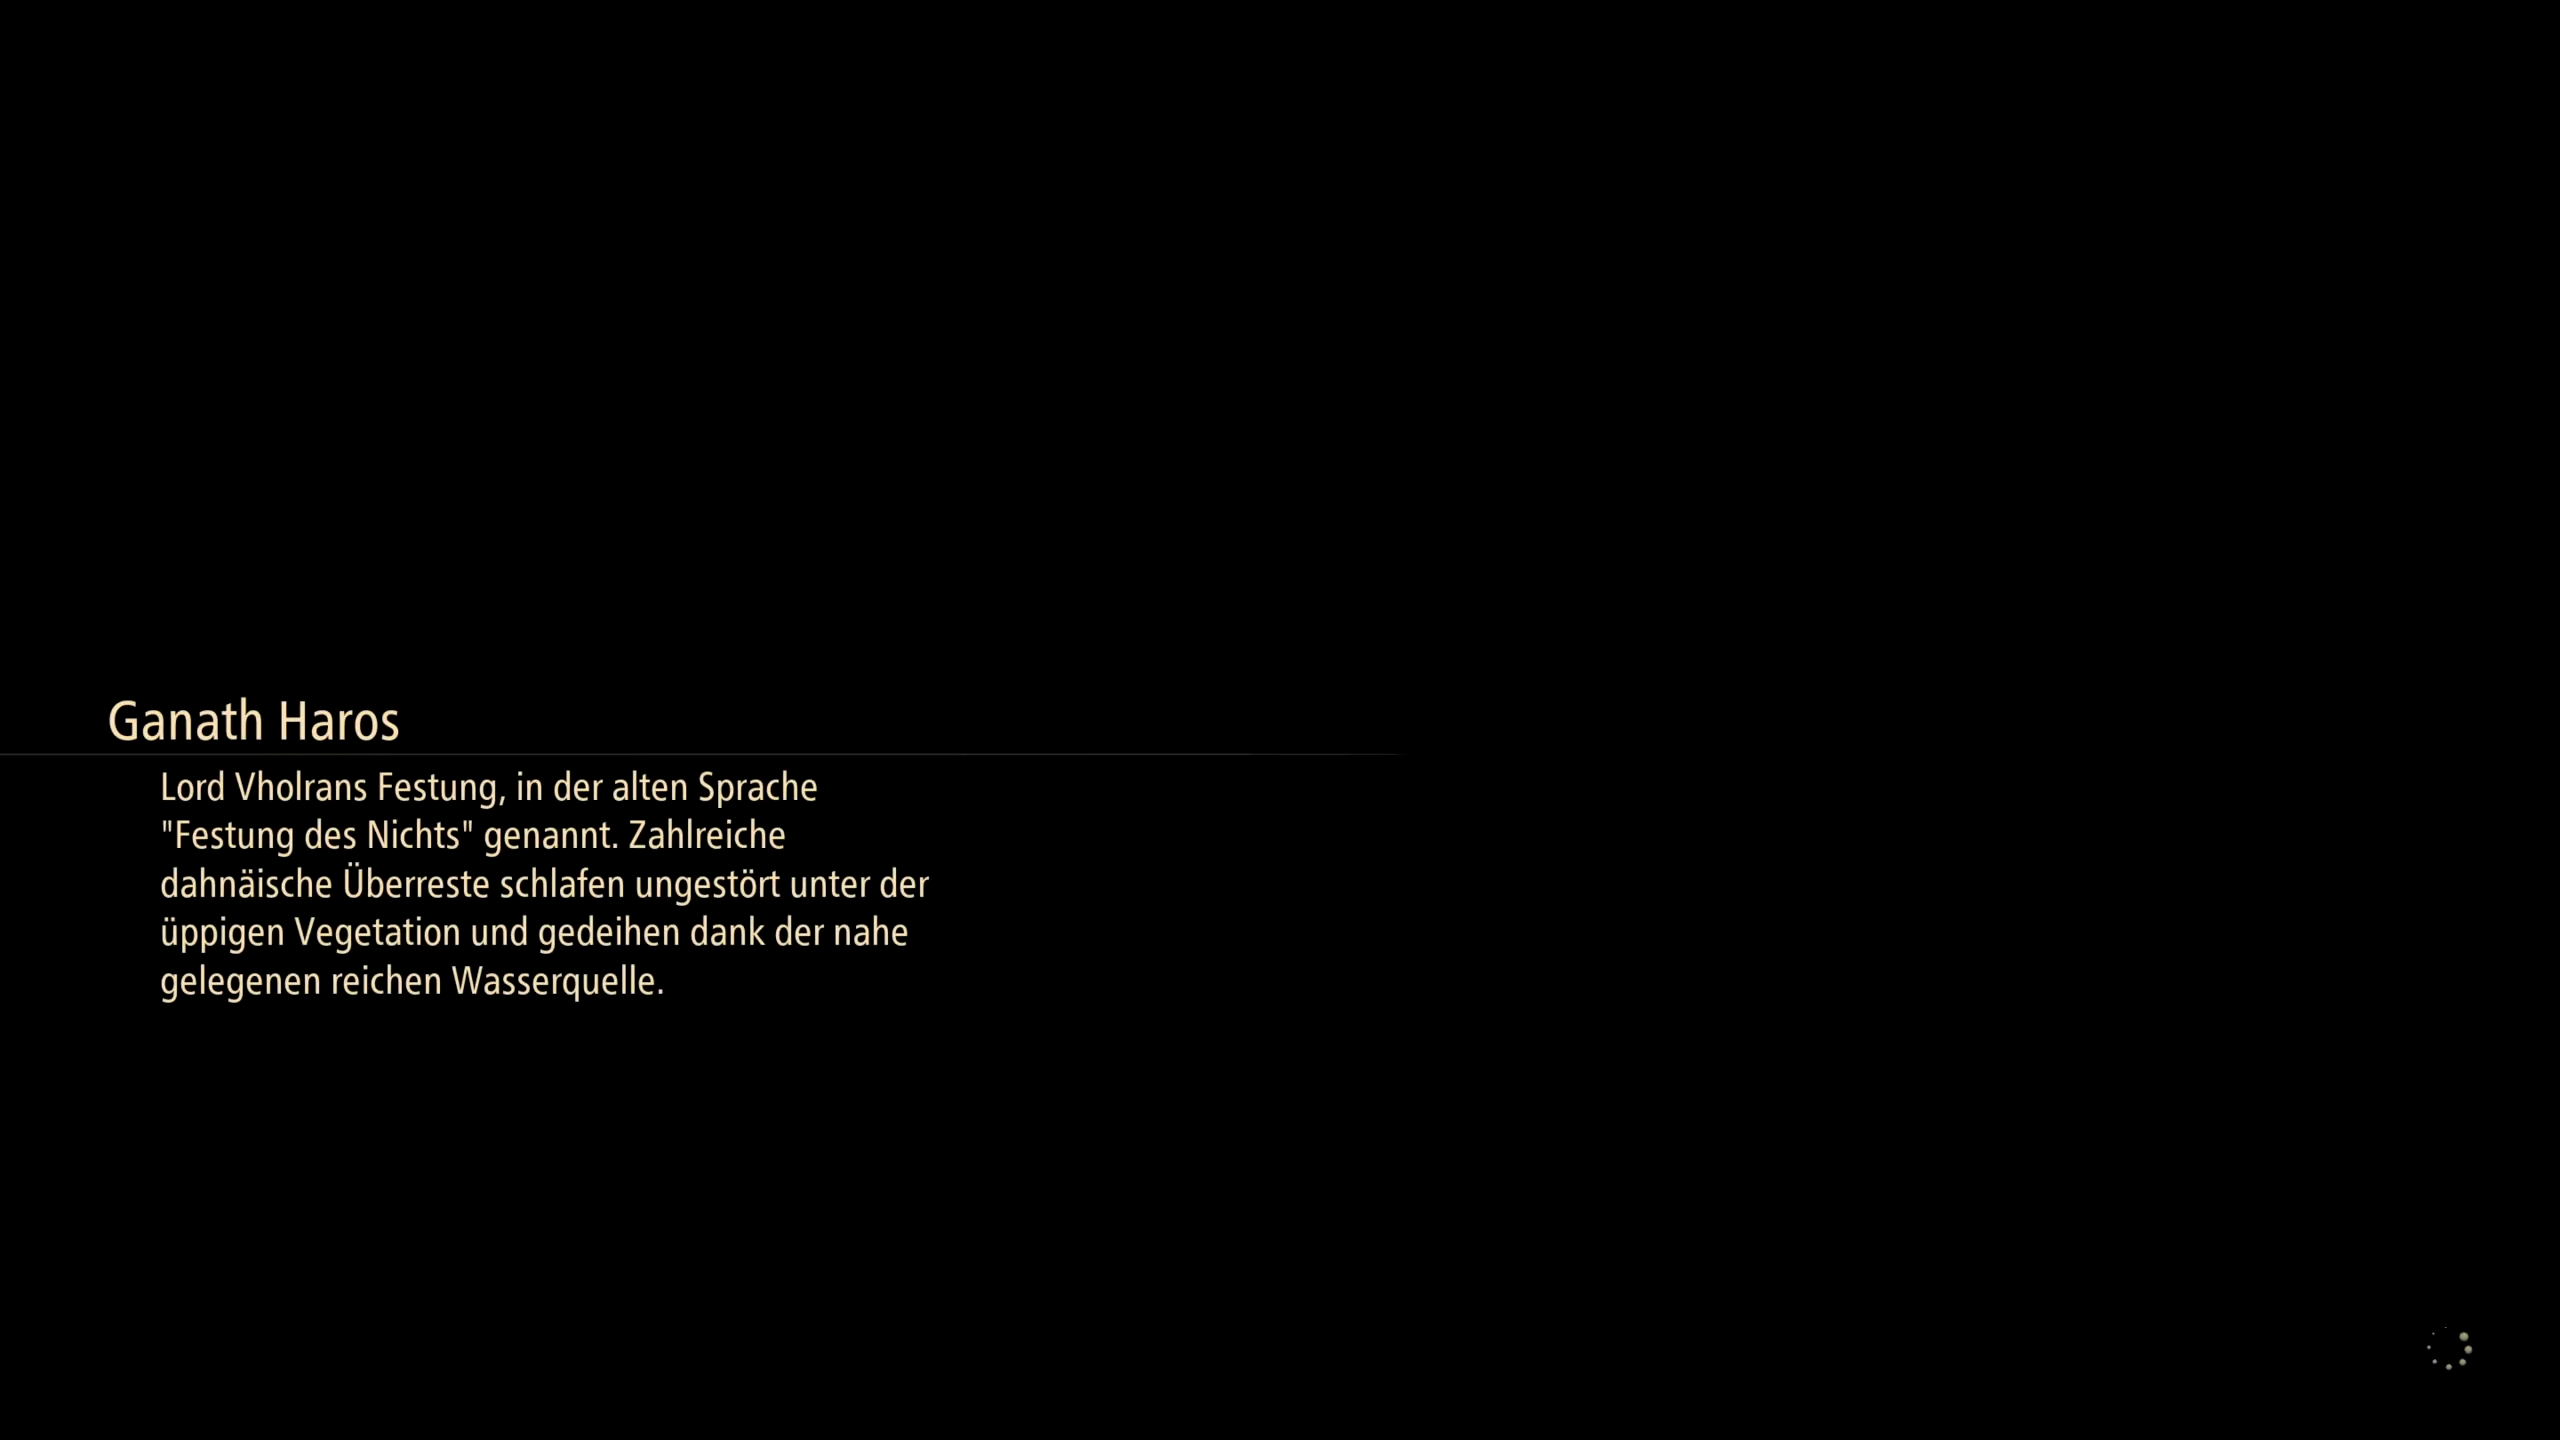 Ganath Haros
Lord Vholrans Festung, in der alten Sprache
"Festung des Nichts" genannt. Zahlreiche
dahnäische Überreste schlafen ungestört unter der
üppigen Vegetation und gedeihen dank der nahe
gelegenen reichen Wasserquelle.